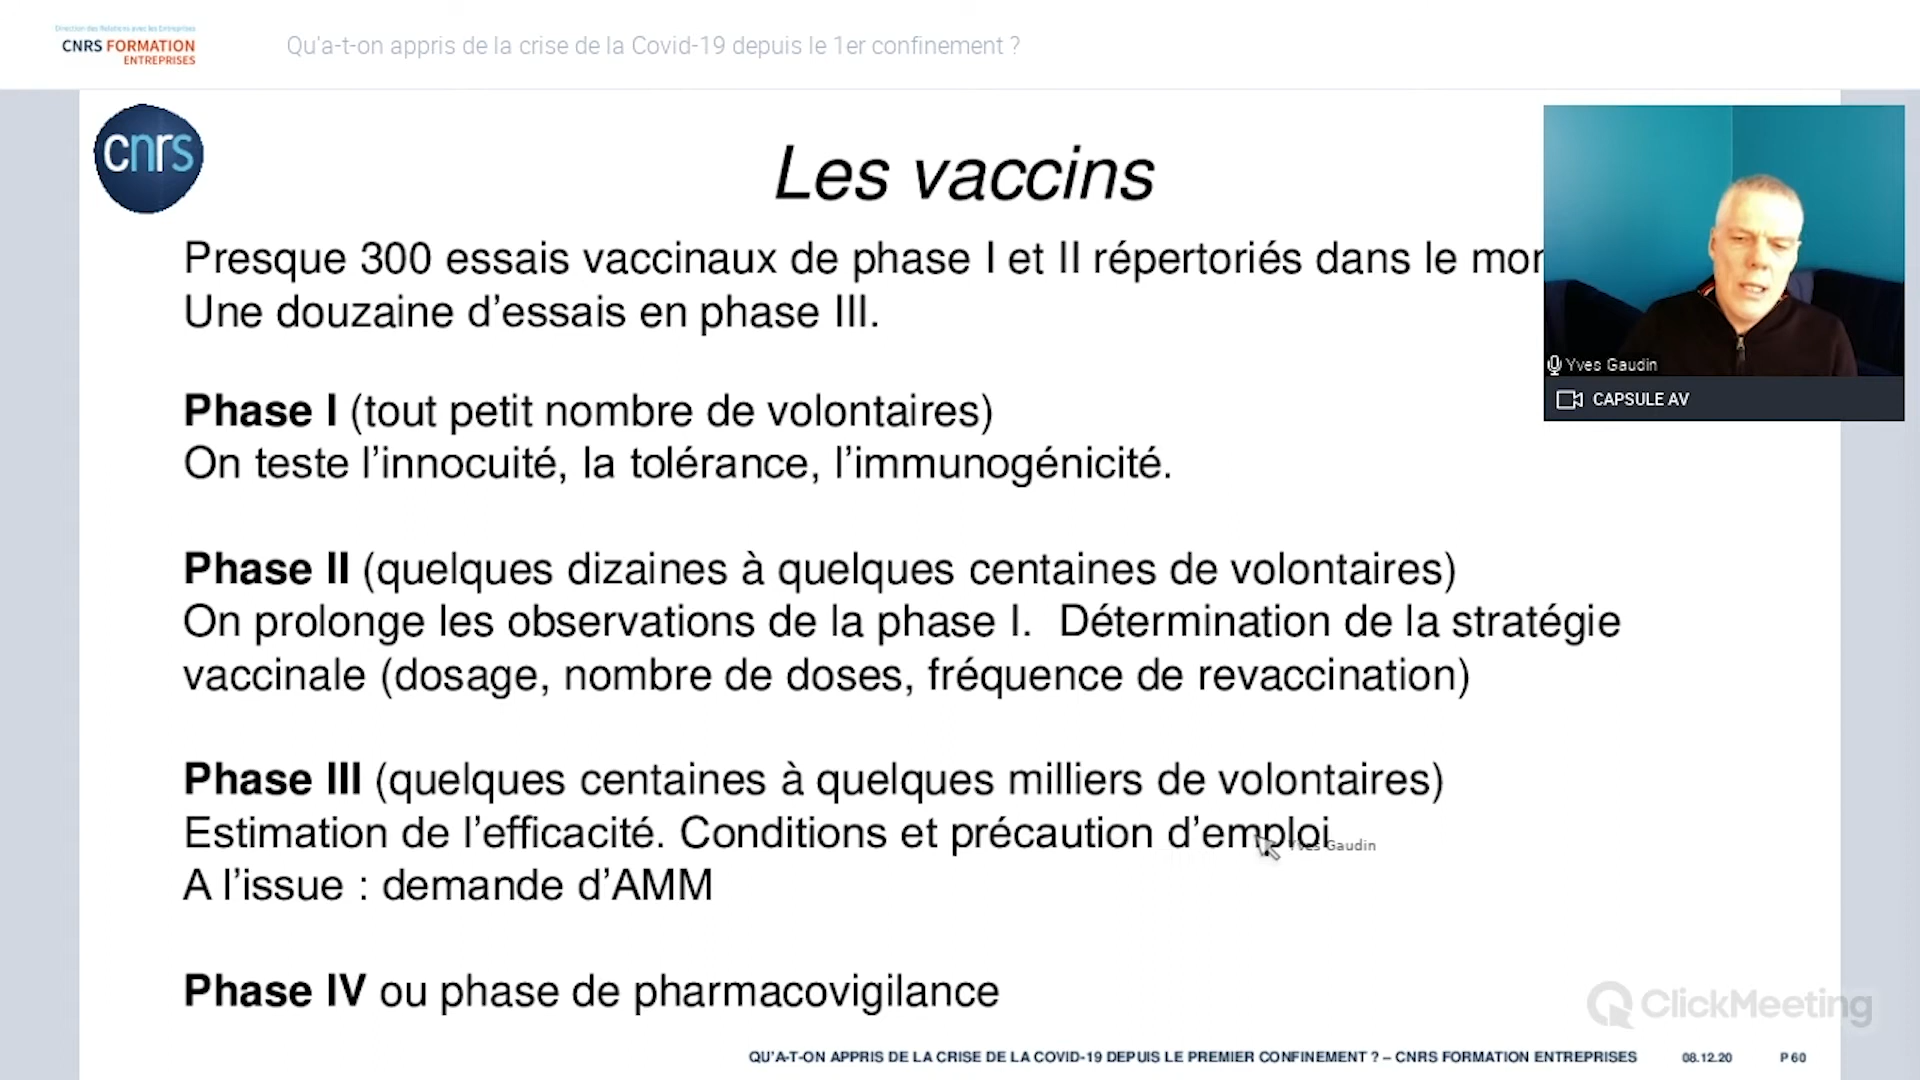 Direction des Relations avec les Entreprises
CNRS FORMATION
ENTREPRISES
Qu'a-t-on appris de la crise de la Covid-19 depuis le 1er confinement ?
cnrs
Les vaccins
Presque 300 essais vaccinaux de phase I et II répertoriés dans le
Une douzaine d’essais en phase III.
Phase I (tout petit nombre de volontaires)
On teste l’innocuité, la tolérance, l’immunogénicité.
Phase II (quelques dizaines à quelques centaines de volontaires)
On prolonge les observations de la phase I. Détermination de la stratégie
vaccinale (dosage, nombre de doses, fréquence de revaccination)
Phase III (quelques centaines à quelques milliers de volontaires)
Estimation de l’efficacité. Conditions et précaution d’emploi
Yves Gaudin
A l’issue : demande d’AMM
Phase IV ou phase de pharmacovigilance
Yves Gaudin
CAPSULE AV
ClickMeeting
QU’A-T-ON APPRIS DE LA CRISE DE LA COVID-19 DEPUIS LE PREMIER CONFINEMENT ? – CNRS FORMATION ENTREPRISES 08.12.20 P 60